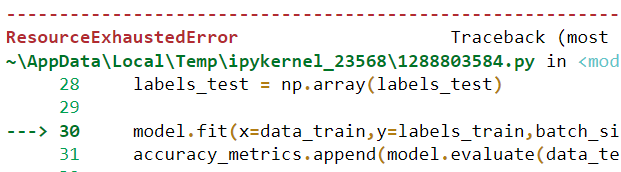 ---------------------------------------------------------------------------
ResourceExhaustedError Traceback (most
~\AppData\Local\Temp\ipykernel_23568\1288803584.py in <mod
28 labels_test = np.array(labels_test)
29
---> 30 model.fit(x=data_train,y=labels_train,batch_si
31 accuracy_metrics.append(model.evaluate(data_te